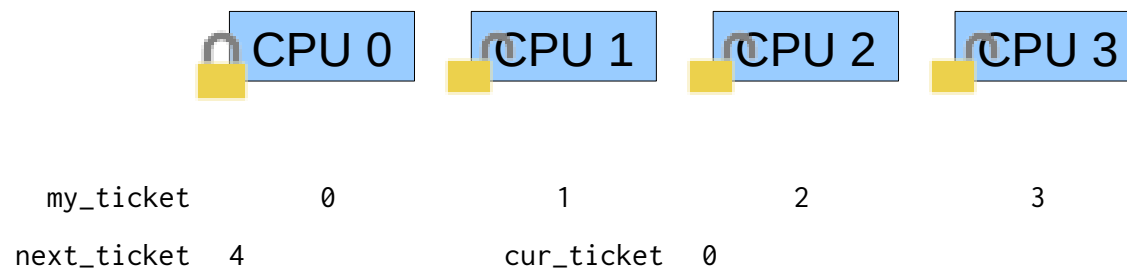 CPU 0 CPU 1 CPU 2 CPU 3
my_ticket 0 1 2 3
next_ticket 4 cur_ticket 0